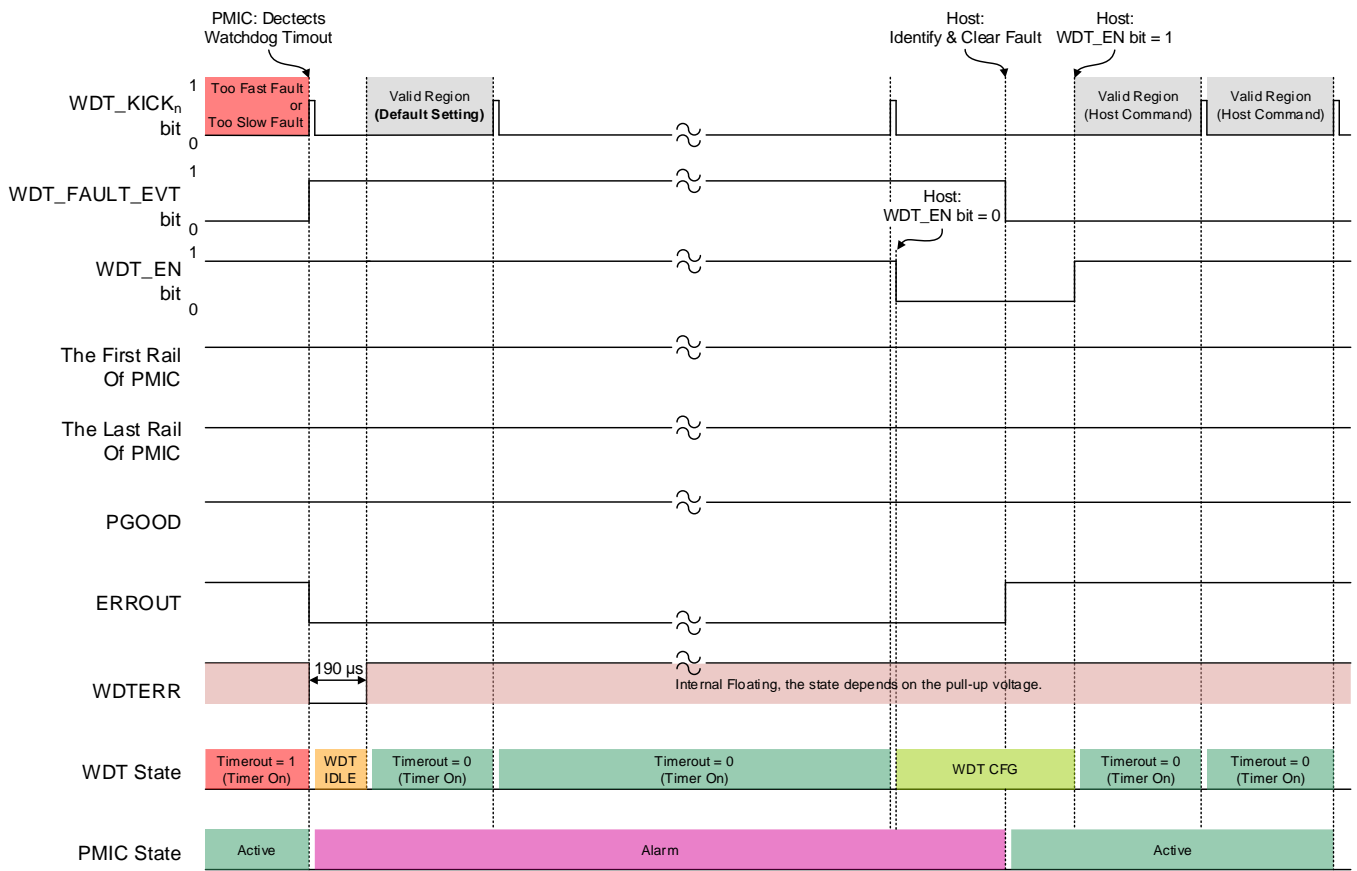 PMIC: Dectects
Watchdog Timout
Host:
Identify & Clear Fault
Host:
WDT_EN bit = 1
WDT_KICKn
bit
1
0
Too Fast Fault
or
Too Slow Fault
Valid Region
(Default Setting)
Valid Region
(Host Command)
Valid Region
(Host Command)
WDT_FAULT_EVT
bit
1
0
Host:
WDT_EN bit = 0
WDT_EN
bit
1
0
The First Rail
Of PMIC
The Last Rail
Of PMIC
PGOOD
ERROUT
WDTERR
190 µs
Internal Floating, the state depends on the pull-up voltage.
WDT State
Timerout = 1
(Timer On)
WDT
IDLE
Timerout = 0
(Timer On)
Timerout = 0
(Timer On)
WDT CFG
Timerout = 0
(Timer On)
Timerout = 0
(Timer On)
PMIC State
Active
Alarm
Active